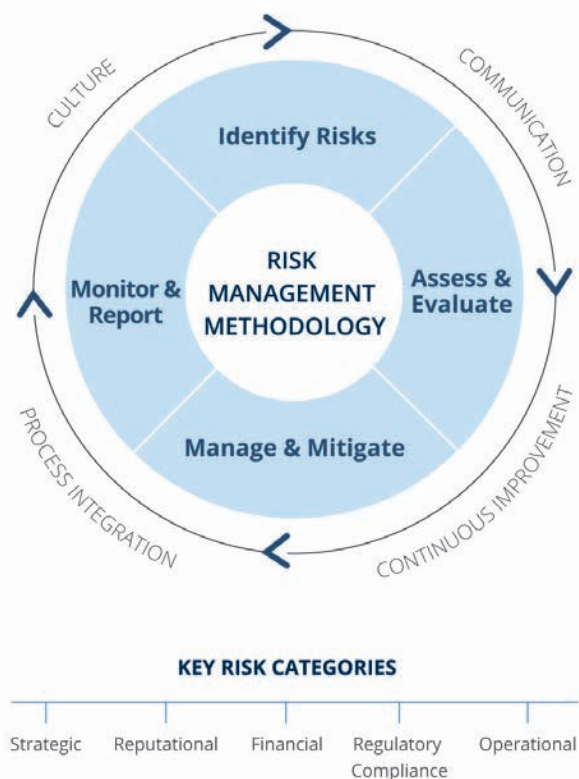 CULTURE
COMMUNICATION
Identify Risks
RISK
MANAGEMENT
METHODOLOGY
Assess &
Evaluate
Monitor &
Report
Manage & Mitigate
PROCESS INTEGRATION
CONTINUOUS IMPROVEMENT
KEY RISK CATEGORIES
Strategic
Reputational
Financial
Regulatory
Compliance
Operational